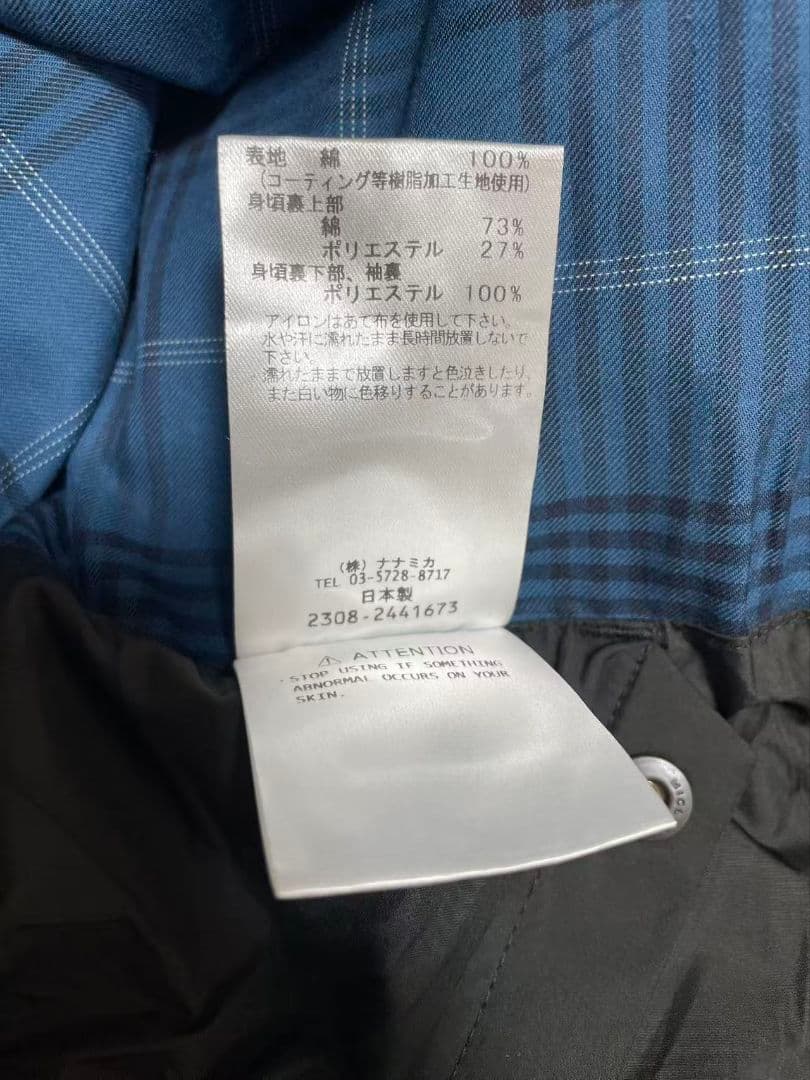 表地 綿 100%
(コーティング等樹脂加工生地使用)
身頃裏上部
綿 73%
ポリエステル 27%
身頃裏下部、袖裏
ポリエステル 100%
アイロンはあて布を使用して下さい。
水や汗に濡れたまま長時間放置しないで
下さい。
濡れたままで放置しますと色泣きしたり、
また白い物に色移りすることがあります。
(株) ナナミカ
TEL 03-5728-8717
日本製
2308-2441673
⚠ ATTENTION
・STOP USING IF SOMETHING
ABNORMAL OCCURS ON YOUR
SKIN.